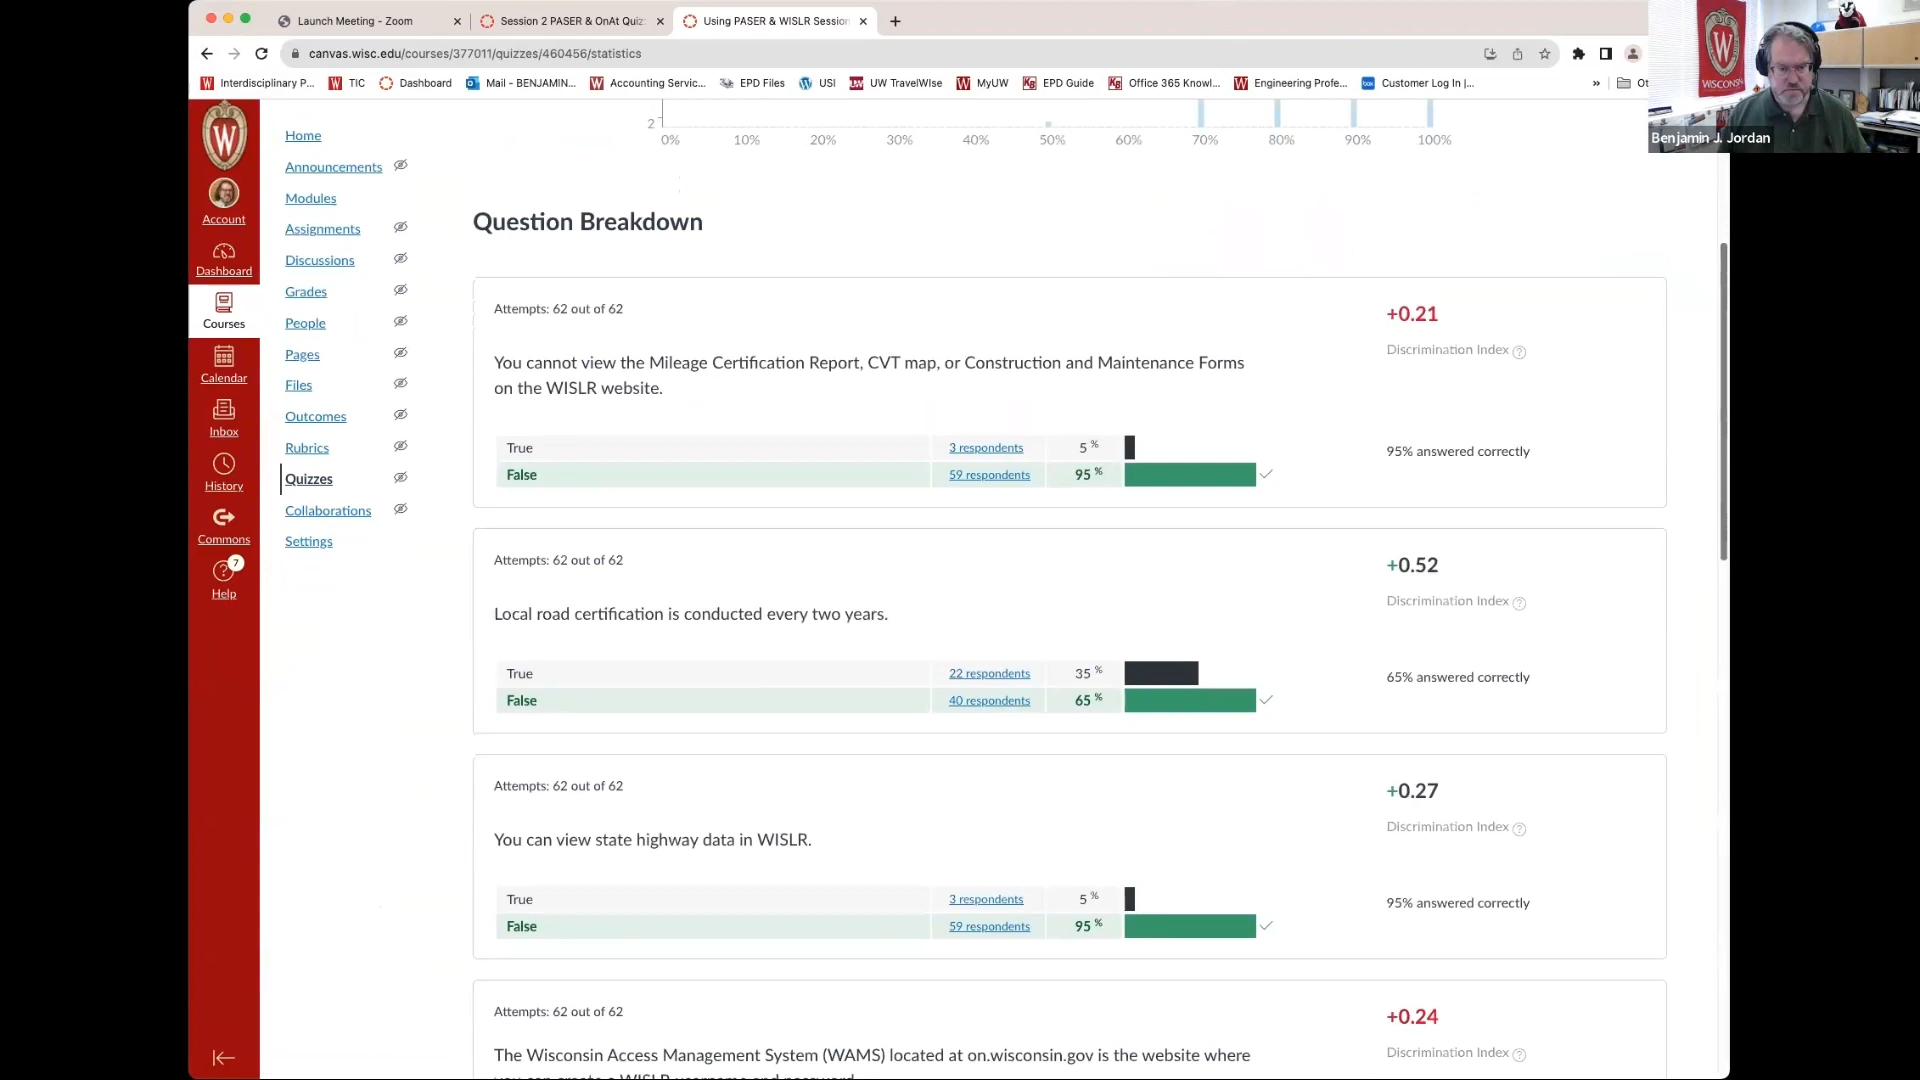 Launch Meeting - Zoom
Session 2 PASER & OnAt Quiz:
Using PASER & WISLR Session
canvas.wisc.edu/courses/377011/quizzes/460456/statistics
Interdisciplinary P...
TIC
Dashboard
Mail - BENJAMIN...
Accounting Servic...
EPD Files
USI
UW TravelWIse
MyUW
EPD Guide
Office 365 Knowl...
Engineering Profe...
Customer Log In |...
»
Ot
WISCONSIN
Benjamin J. Jordan
Account
Dashboard
Courses
Calendar
Inbox
History
Commons
7
Help
Home
Announcements
Modules
Assignments
Discussions
Grades
People
Pages
Files
Outcomes
Rubrics
Quizzes
Collaborations
Settings
2
0% 10% 20% 30% 40% 50% 60% 70% 80% 90% 100%
Question Breakdown
Attempts: 62 out of 62
+0.21
Discrimination Index ?
You cannot view the Mileage Certification Report, CVT map, or Construction and Maintenance Forms
on the WISLR website.
True 3 respondents 5 %
False 59 respondents 95 %
95% answered correctly
Attempts: 62 out of 62
+0.52
Discrimination Index ?
Local road certification is conducted every two years.
True 22 respondents 35 %
False 40 respondents 65 %
65% answered correctly
Attempts: 62 out of 62
+0.27
Discrimination Index ?
You can view state highway data in WISLR.
True 3 respondents 5 %
False 59 respondents 95 %
95% answered correctly
Attempts: 62 out of 62
+0.24
Discrimination Index ?
The Wisconsin Access Management System (WAMS) located at on.wisconsin.gov is the website where
you can create a WISLR username and password.